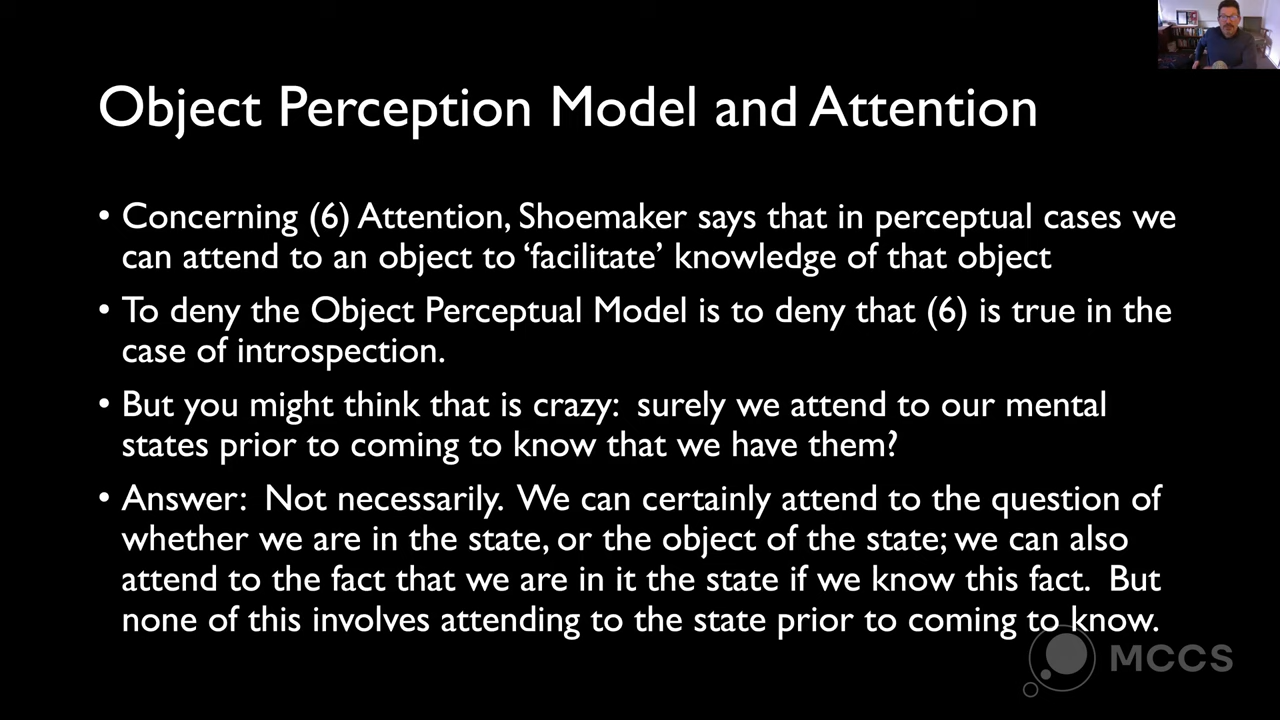 Object Perception Model and Attention
• Concerning (6) Attention, Shoemaker says that in perceptual cases we
can attend to an object to ‘facilitate’ knowledge of that object
• To deny the Object Perceptual Model is to deny that (6) is true in the
case of introspection.
• But you might think that is crazy:  surely we attend to our mental
states prior to coming to know that we have them?
• Answer:  Not necessarily. We can certainly attend to the question of
whether we are in the state, or the object of the state; we can also
attend to the fact that we are in it the state if we know this fact.  But
none of this involves attending to the state prior to coming to know.
MCCS